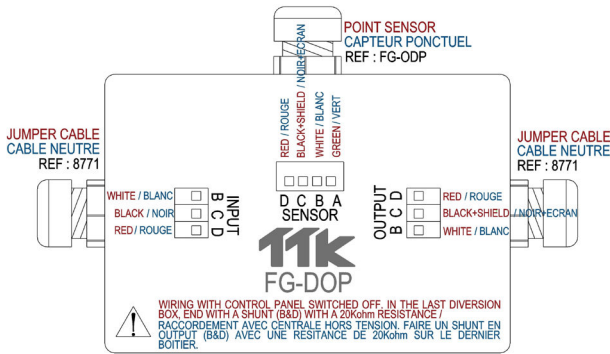 POINT SENSOR
CAPTEUR PONCTUEL
REF : FG-ODP
RED / ROUGE
BLACK+SHIELD / NOIR+ECRAN
WHITE / BLANC
GREEN / VERT
D C B A
SENSOR
JUMPER CABLE
CABLE NEUTRE
REF : 8771
WHITE / BLANC
BLACK / NOIR
RED / ROUGE
B C D
INPUT
OUTPUT
B C D
RED / ROUGE
BLACK+SHIELD / NOIR+ECRAN
WHITE / BLANC
JUMPER CABLE
CABLE NEUTRE
REF : 8771
TTK
FG-DOP
WIRING WITH CONTROL PANEL SWITCHED OFF. IN THE LAST DIVERSION
BOX, END WITH A SHUNT (B&D) WITH A 20Kohm RESISTANCE /
RACCORDEMENT AVEC CENTRALE HORS TENSION. FAIRE UN SHUNT EN
OUTPUT (B&D) AVEC UNE RESITANCE DE 20Kohm SUR LE DERNIER
BOITIER.